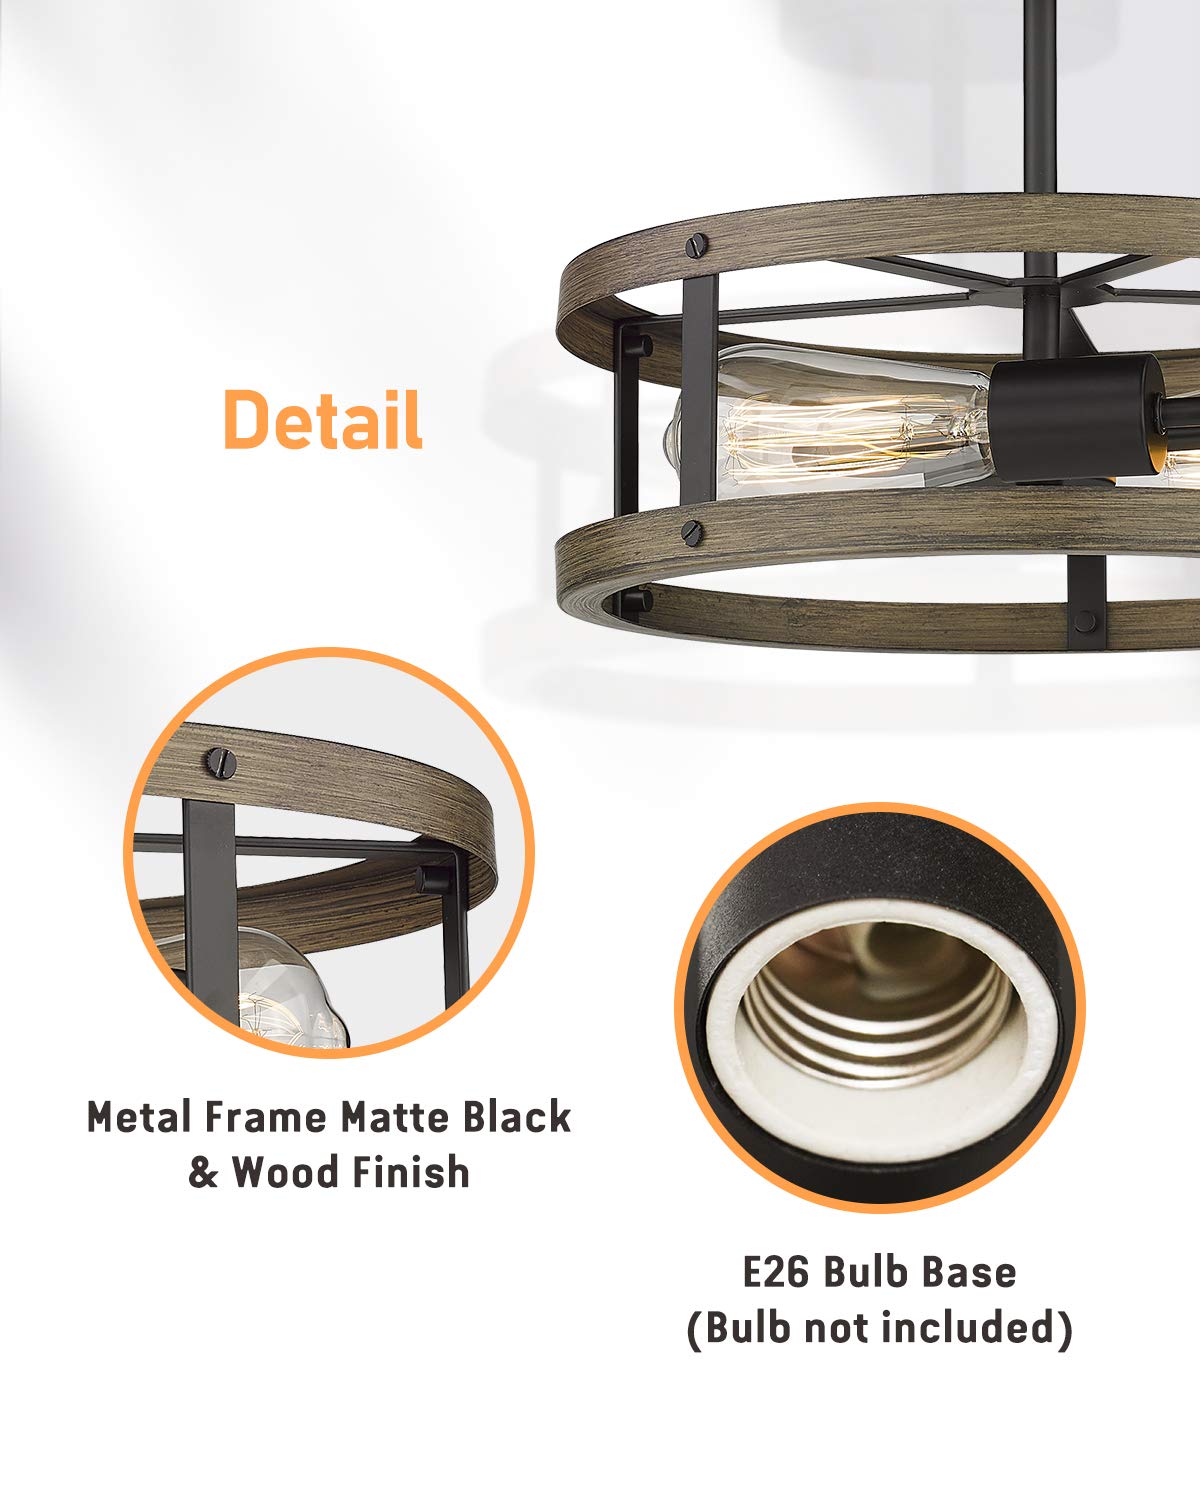 Detail
Metal Frame Matte Black
& Wood Finish
E26 Bulb Base
(Bulb not included)